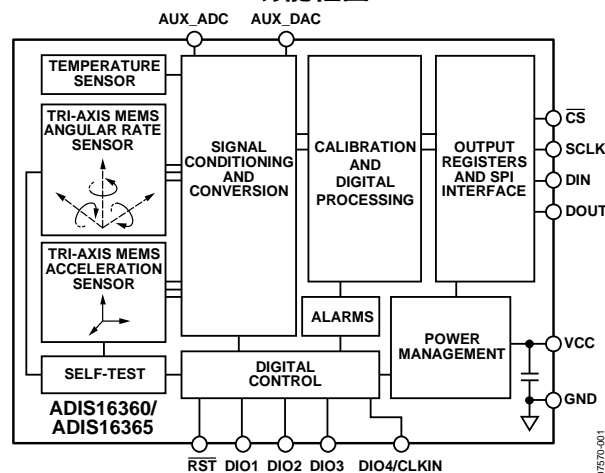 AUX_ADC
AUX_DAC
TEMPERATURE
SENSOR
TRI-AXIS MEMS
ANGULAR RATE
SENSOR
TRI-AXIS MEMS
ACCELERATION
SENSOR
SELF-TEST
SIGNAL
CONDITIONING
AND
CONVERSION
CALIBRATION
AND
DIGITAL
PROCESSING
OUTPUT
REGISTERS
AND SPI
INTERFACE
ALARMS
POWER
MANAGEMENT
DIGITAL
CONTROL
CS
SCLK
DIN
DOUT
VCC
GND
ADIS16360/
ADIS16365
RST
DIO1
DIO2
DIO3
DIO4/CLKIN
07570-001